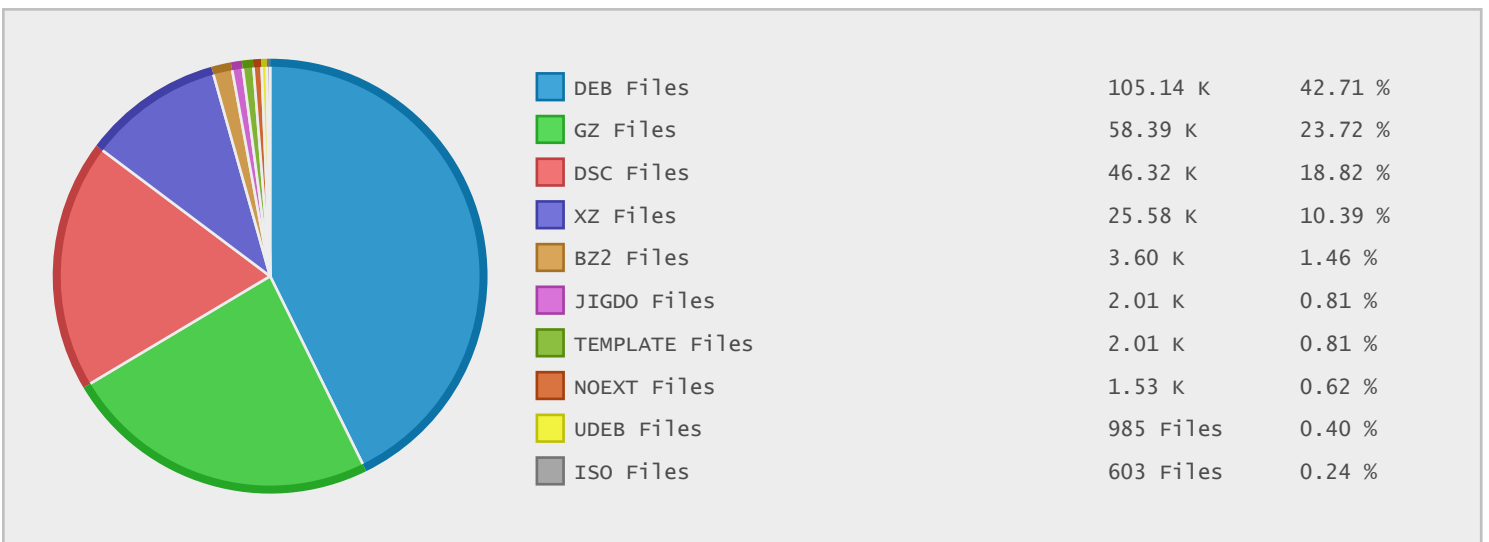 DEB Files 105.14 K 42.71 %
GZ Files 58.39 K 23.72 %
DSC Files 46.32 K 18.82 %
XZ Files 25.58 K 10.39 %
BZ2 Files 3.60 K 1.46 %
JIGDO Files 2.01 K 0.81 %
TEMPLATE Files 2.01 K 0.81 %
NOEXT Files 1.53 K 0.62 %
UDEB Files 985 Files 0.40 %
ISO Files 603 Files 0.24 %